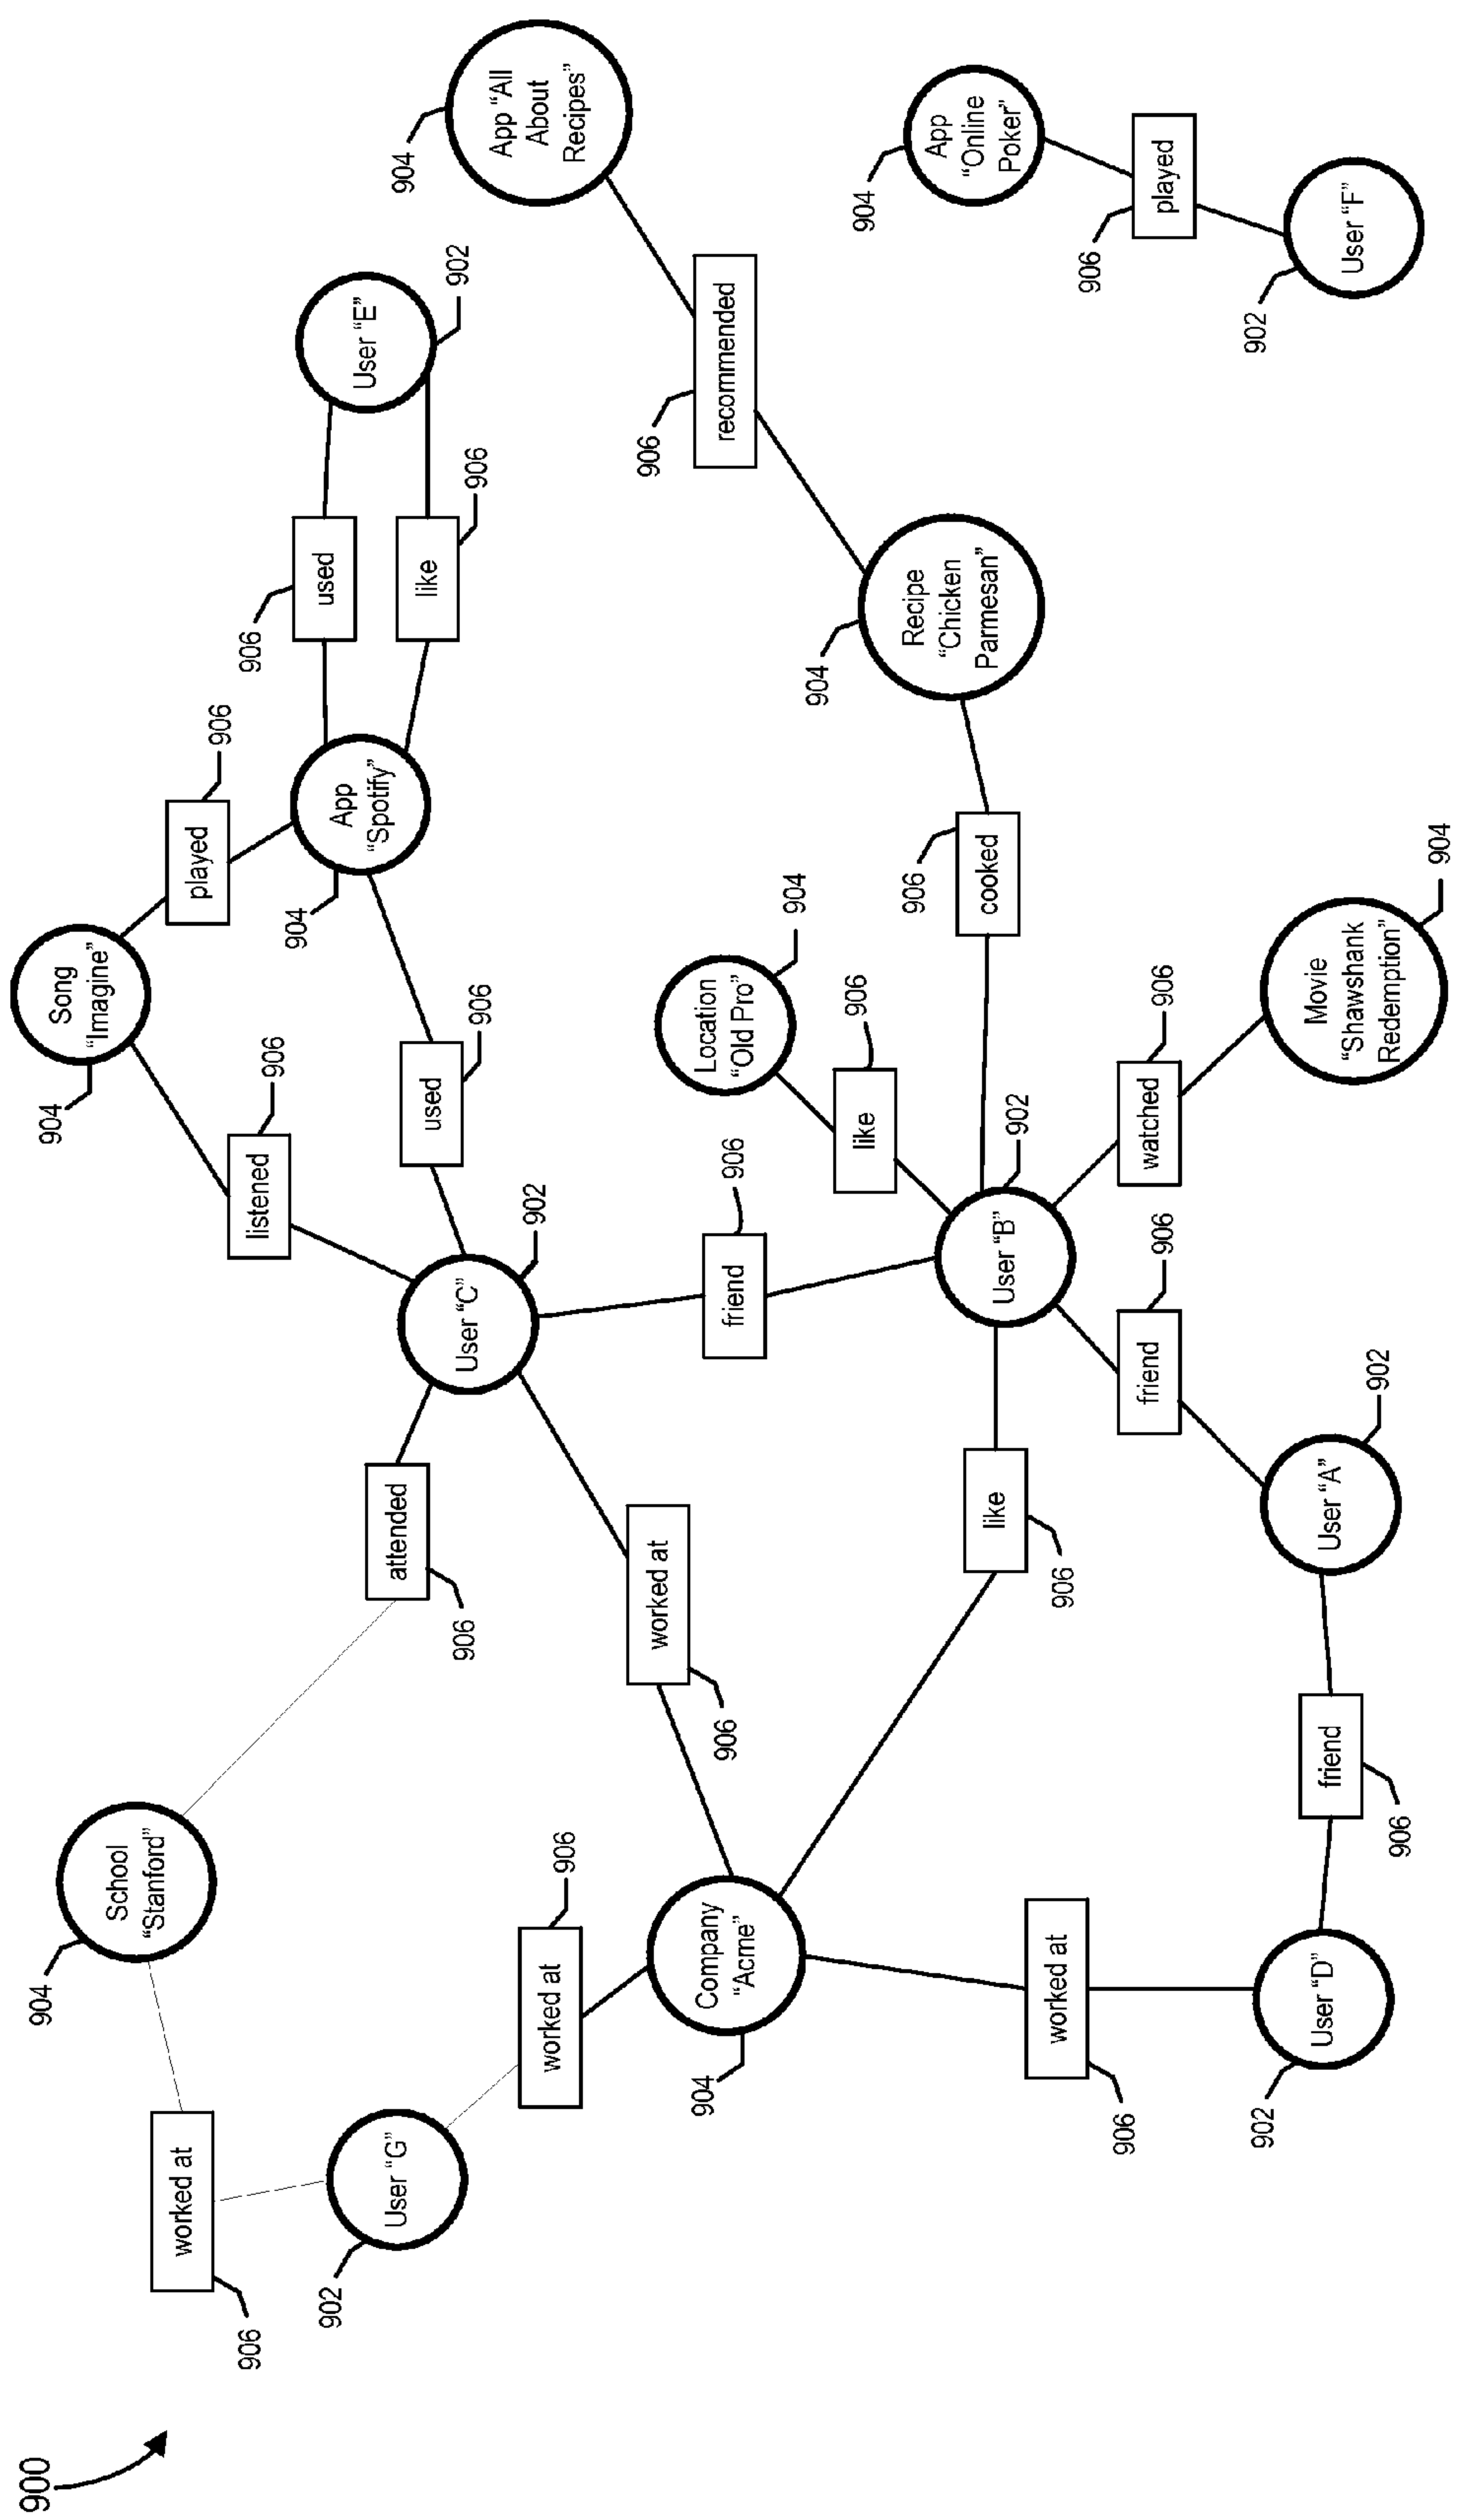 900
904
School
“Stanford”
904
Song
“Imagine”
906
worked at
listened
906
played
906
902
User “G”
906
attended
904
App
“Spotify”
906
used
User “E”
902
906
like
906
User “C”
902
used
906
904
App “All
About
Recipes”
worked at
906
904
Company
“Acme”
906
worked at
friend
906
Location
“Old Pro”
904
906
recommended
like
906
904
Recipe
“Chicken
Parmesan”
904
App
“Online
Poker”
like
906
User “B”
902
906
cooked
906
worked at
friend
906
watched
906
906
played
902
User “D”
906
friend
User “A”
902
Movie
“Shawshank
Redemption”
904
902
User “F”